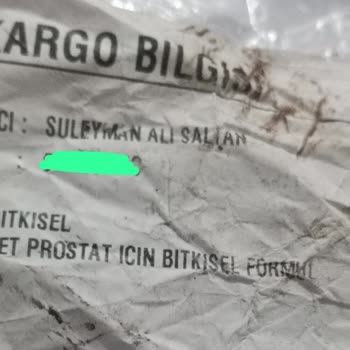 KARGO BILGISI
CI : SULEYMAN ALI SALTAN
:
BITKISEL
ET PROSTAT ICIN BITKISEL FORMUL